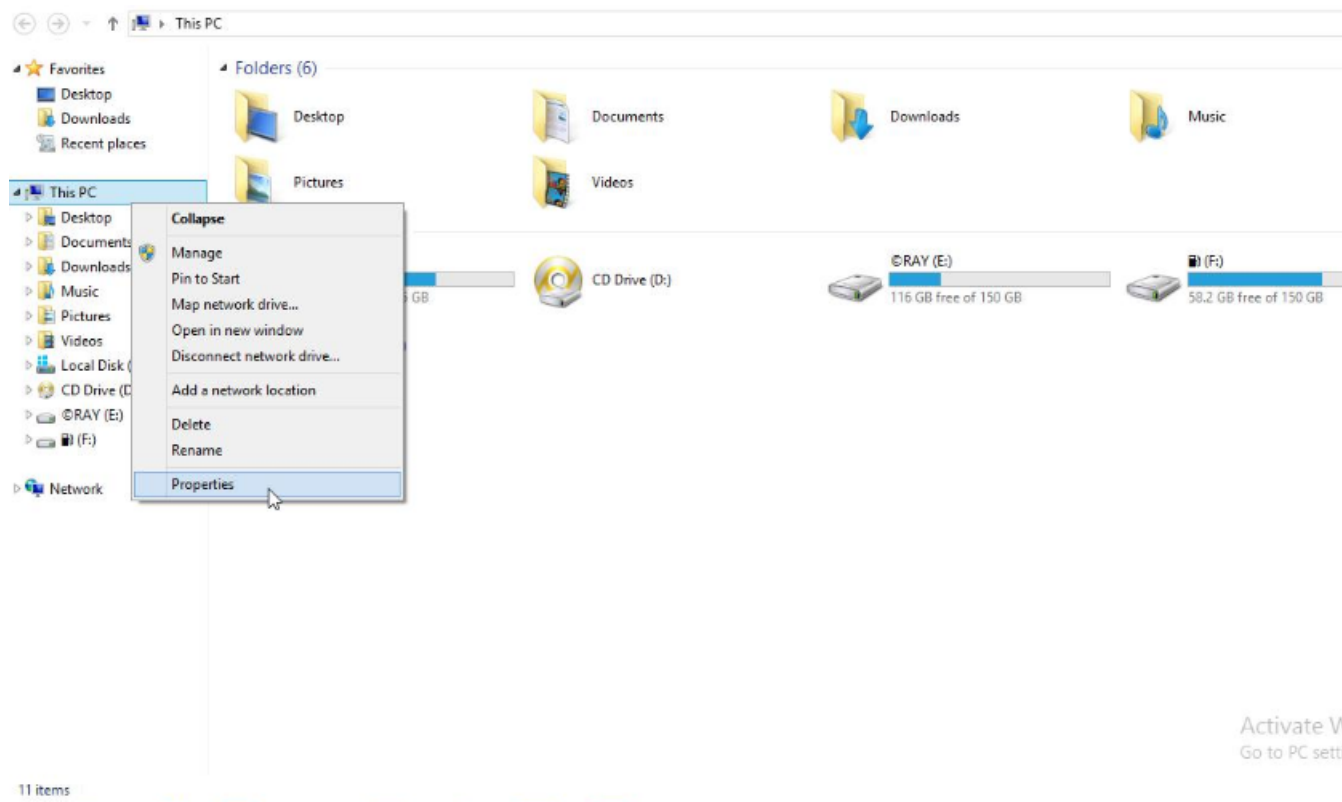 This PC
Favorites
Desktop
Downloads
Recent places
This PC
Desktop
Documents
Downloads
Music
Pictures
Videos
Local Disk (
CD Drive (D
©RAY (E:)
(F:)
Network
Folders (6)
Desktop
Documents
Downloads
Music
Pictures
Videos
Collapse
Manage
Pin to Start
Map network drive...
Open in new window
Disconnect network drive...
Add a network location
Delete
Rename
Properties
GB
CD Drive (D:)
©RAY (E:)
116 GB free of 150 GB
(F:)
58.2 GB free of 150 GB
Activate W
Go to PC sett
11 items